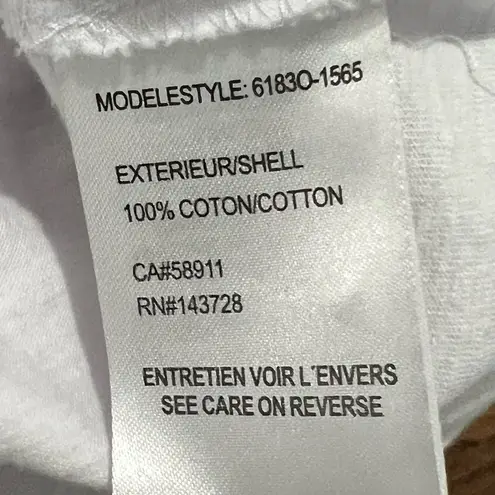 MODELESTYLE: 6183O-1565
EXTERIEUR/SHELL
100% COTON/COTTON
CA#58911
RN#143728
ENTRETIEN VOIR L'ENVERS
SEE CARE ON REVERSE